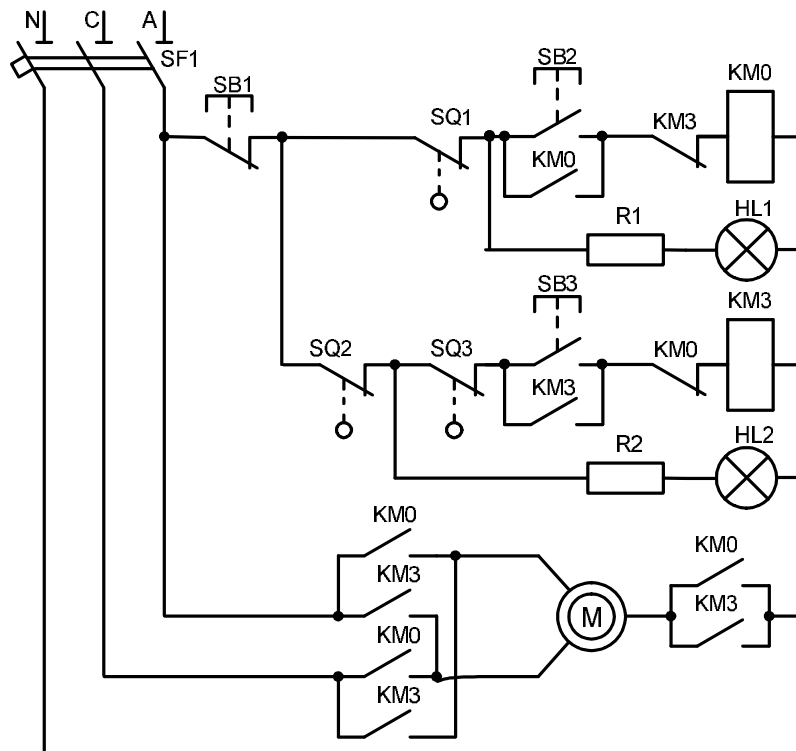 N C A
SF1
SB1
SB2
KM0
SQ1
KM3
KM0
R1
HL1
SB3
KM3
SQ2
SQ3
KM0
KM3
R2
HL2
KM0
KM3
KM0
KM0
KM3
M
KM3